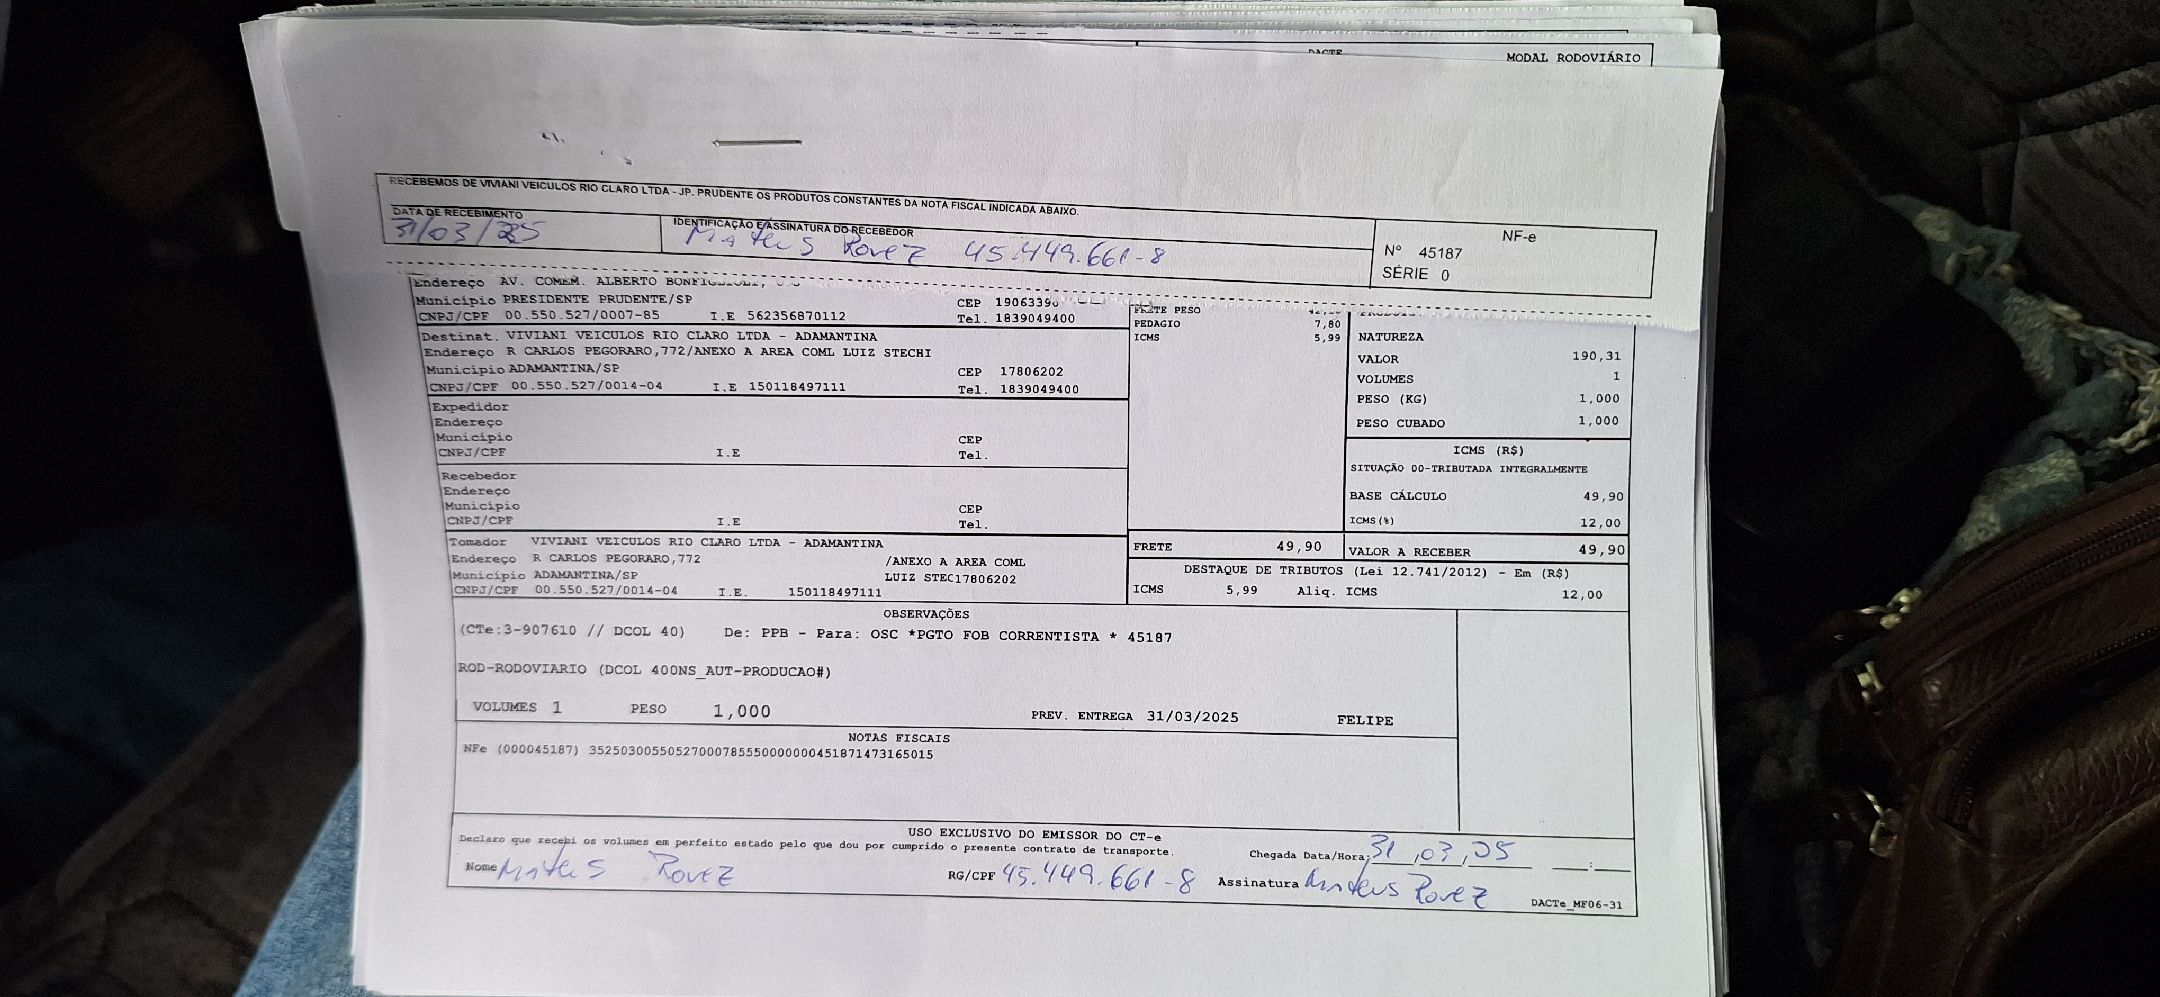 DACTE
MODAL RODOVIÁRIO
RECEBEMOS DE VIVIANI VEICULOS RIO CLARO LTDA - JP. PRUDENTE OS PRODUTOS CONSTANTES DA NOTA FISCAL INDICADA ABAIXO.
DATA DE RECEBIMENTO
31/03/25
IDENTIFICAÇÃO E ASSINATURA DO RECEBEDOR
Mateus Rovez 45.449.661-8
NF-e
Nº 45187
SÉRIE 0
Endereço AV. COMEM. ALBERTO
Município PRESIDENTE PRUDENTE/SP CEP 1906339
CNPJ/CPF 00.550.527/0007-85 I.E 562356870112 Tel. 1839049400
Destinat. VIVIANI VEICULOS RIO CLARO LTDA - ADAMANTINA
Endereço R CARLOS PEGORARO,772/ANEXO A AREA COML LUIZ STECHI
Município ADAMANTINA/SP CEP 17806202
CNPJ/CPF 00.550.527/0014-04 I.E 150118497111 Tel. 1839049400
Expedidor
Endereço
Município CEP
CNPJ/CPF I.E Tel.
Recebedor
Endereço
Município CEP
CNPJ/CPF I.E Tel.
Tomador VIVIANI VEICULOS RIO CLARO LTDA - ADAMANTINA
Endereço R CARLOS PEGORARO,772 /ANEXO A AREA COML
Município ADAMANTINA/SP LUIZ STEC17806202
CNPJ/CPF 00.550.527/0014-04 I.E. 150118497111
FRETE PESO
PEDAGIO 7,80
ICMS 5,99
NATUREZA
VALOR 190,31
VOLUMES 1
PESO (KG) 1,000
PESO CUBADO 1,000
ICMS (R$)
SITUAÇÃO 00-TRIBUTADA INTEGRALMENTE
BASE CÁLCULO 49,90
ICMS(%) 12,00
FRETE 49,90 VALOR A RECEBER 49,90
DESTAQUE DE TRIBUTOS (Lei 12.741/2012) - Em (R$)
ICMS 5,99 Aliq. ICMS 12,00
OBSERVAÇÕES
(CTe:3-907610 // DCOL 40) De: PPB - Para: OSC *PGTO FOB CORRENTISTA * 45187
ROD-RODOVIARIO (DCOL 400NS_AUT-PRODUCAO#)
VOLUMES 1 PESO 1,000 PREV. ENTREGA 31/03/2025 FELIPE
NOTAS FISCAIS
NFe (000045187) 35250300550527000785550000000451871473165015
USO EXCLUSIVO DO EMISSOR DO CT-e
Declaro que recebi os volumes em perfeito estado pelo que dou por cumprido o presente contrato de transporte.
Chegada Data/Hora: 31,03,25 :
Nome Mateus Rovez RG/CPF 45.449.661-8 Assinatura Mateus Rovez
DACTe_MF06-31